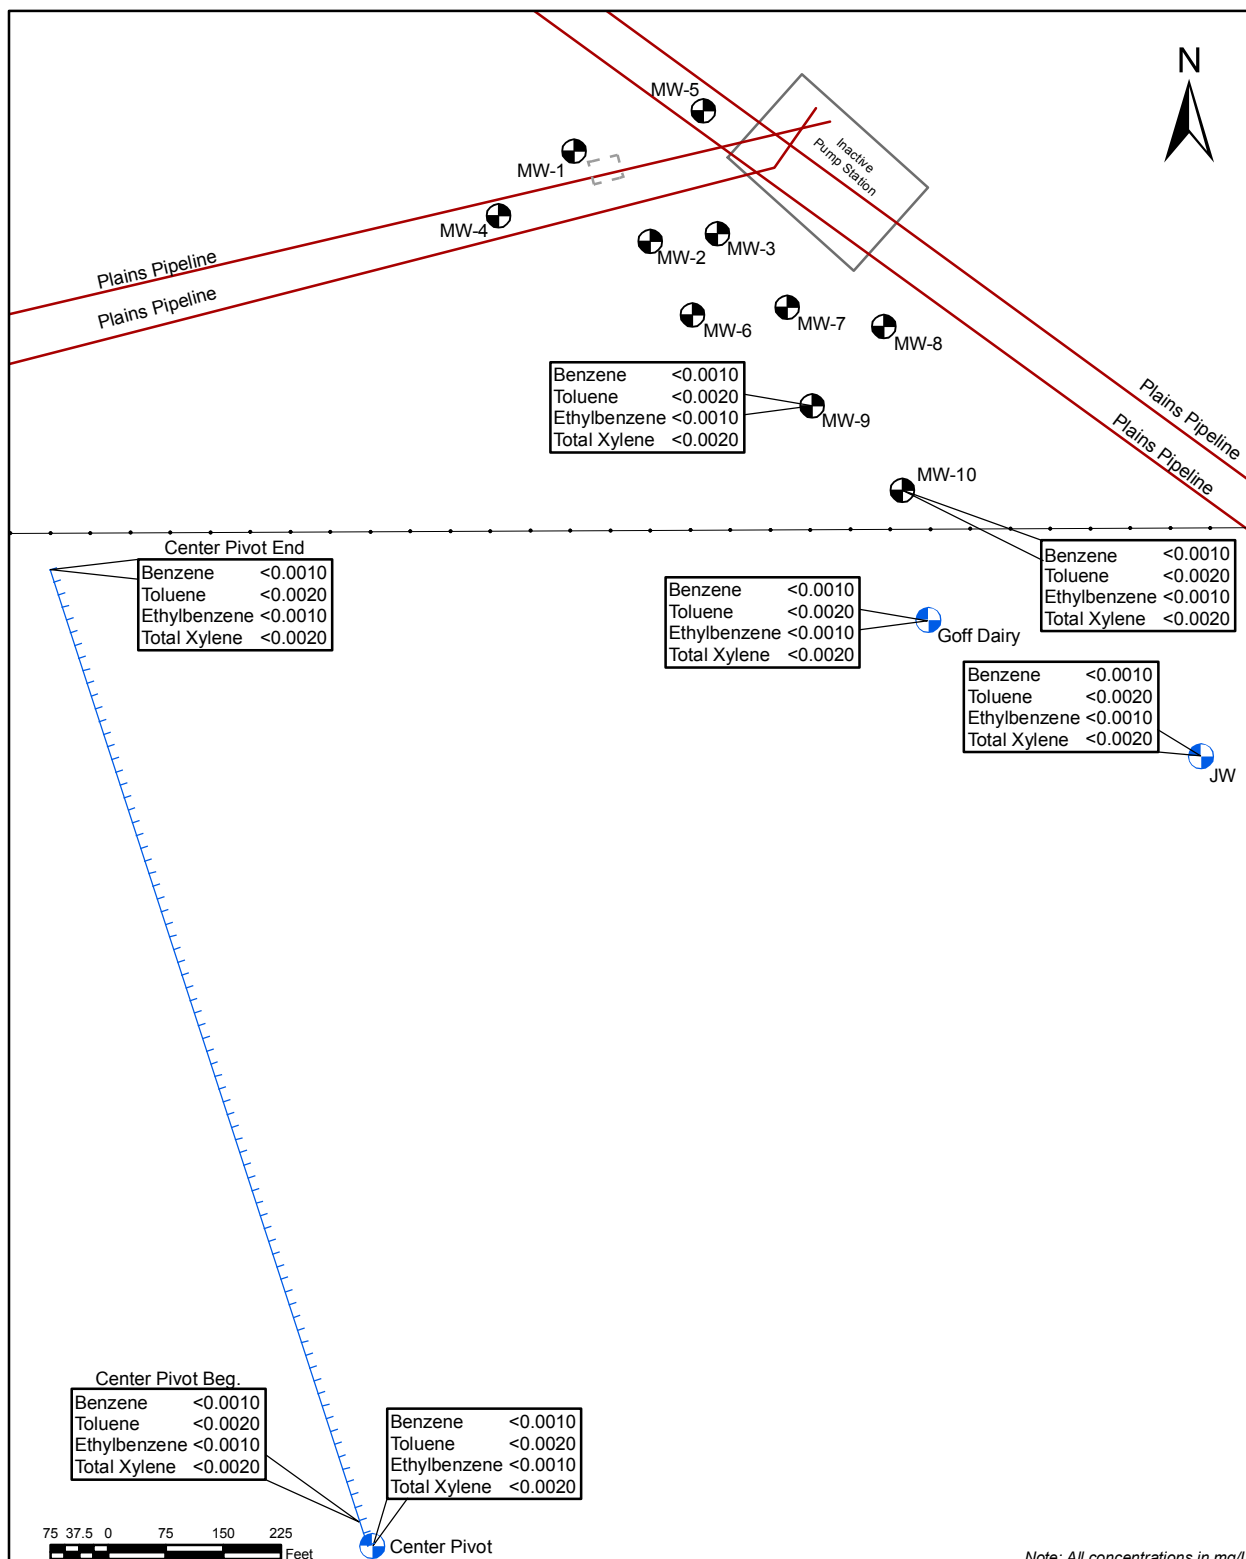 N
MW-5
MW-1
Inactive
Pump Station
MW-4
MW-3
MW-2
Plains Pipeline
Plains Pipeline
MW-6
MW-7
MW-8
Benzene <0.0010
Toluene <0.0020
Ethylbenzene <0.0010
Total Xylene <0.0020
MW-9
Plains Pipeline
Plains Pipeline
MW-10
Center Pivot End
Benzene <0.0010
Toluene <0.0020
Ethylbenzene <0.0010
Total Xylene <0.0020
Benzene <0.0010
Toluene <0.0020
Ethylbenzene <0.0010
Total Xylene <0.0020
Benzene <0.0010
Toluene <0.0020
Ethylbenzene <0.0010
Total Xylene <0.0020
Goff Dairy
Benzene <0.0010
Toluene <0.0020
Ethylbenzene <0.0010
Total Xylene <0.0020
JW
Center Pivot Beg.
Benzene <0.0010
Toluene <0.0020
Ethylbenzene <0.0010
Total Xylene <0.0020
Benzene <0.0010
Toluene <0.0020
Ethylbenzene <0.0010
Total Xylene <0.0020
75 37.5 0 75 150 225
Feet
Center Pivot
Note: All concentrations in mg/l